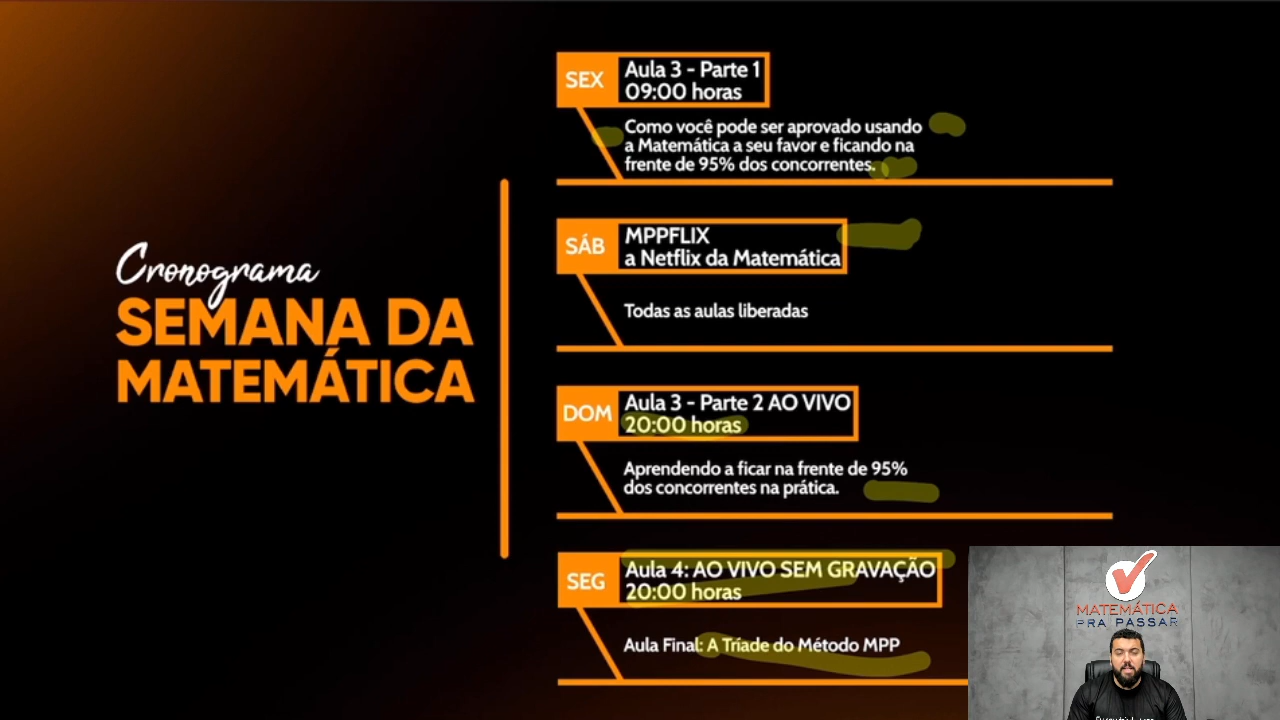 Cronograma
SEMANA DA
MATEMÁTICA
SEX
Aula 3 - Parte 1
09:00 horas
Como você pode ser aprovado usando
a Matemática a seu favor e ficando na
frente de 95% dos concorrentes.
SÁB
MPPFLIX
a Netflix da Matemática
Todas as aulas liberadas
DOM
Aula 3 - Parte 2 AO VIVO
20:00 horas
Aprendendo a ficar na frente de 95%
dos concorrentes na prática.
SEG
Aula 4: AO VIVO SEM GRAVAÇÃO
20:00 horas
Aula Final: A Tríade do Método MPP
MATEMÁTICA
PRA PASSAR